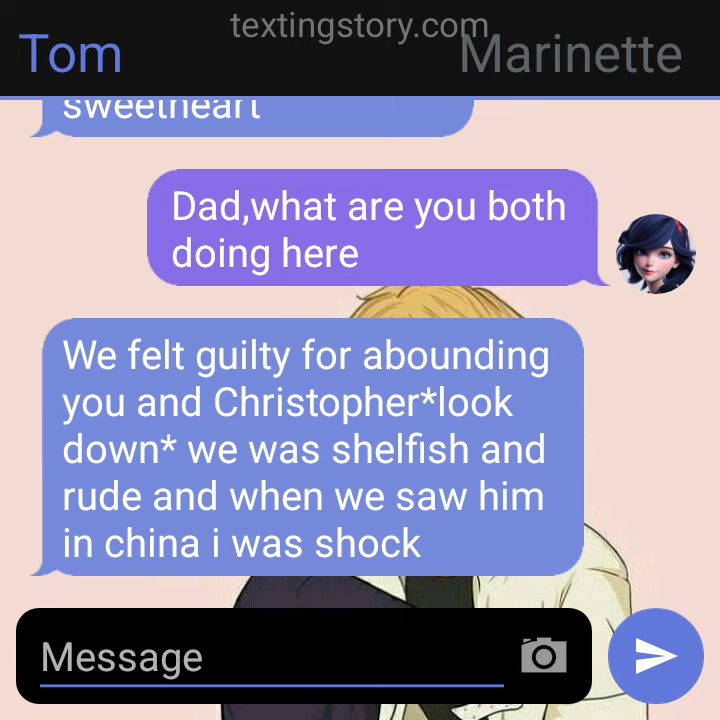 textingstory.com
Tom
Marinette
sweetheart
Dad,what are you both
doing here
We felt guilty for abounding
you and Christopher*look
down* we was shelfish and
rude and when we saw him
in china i was shock
Message